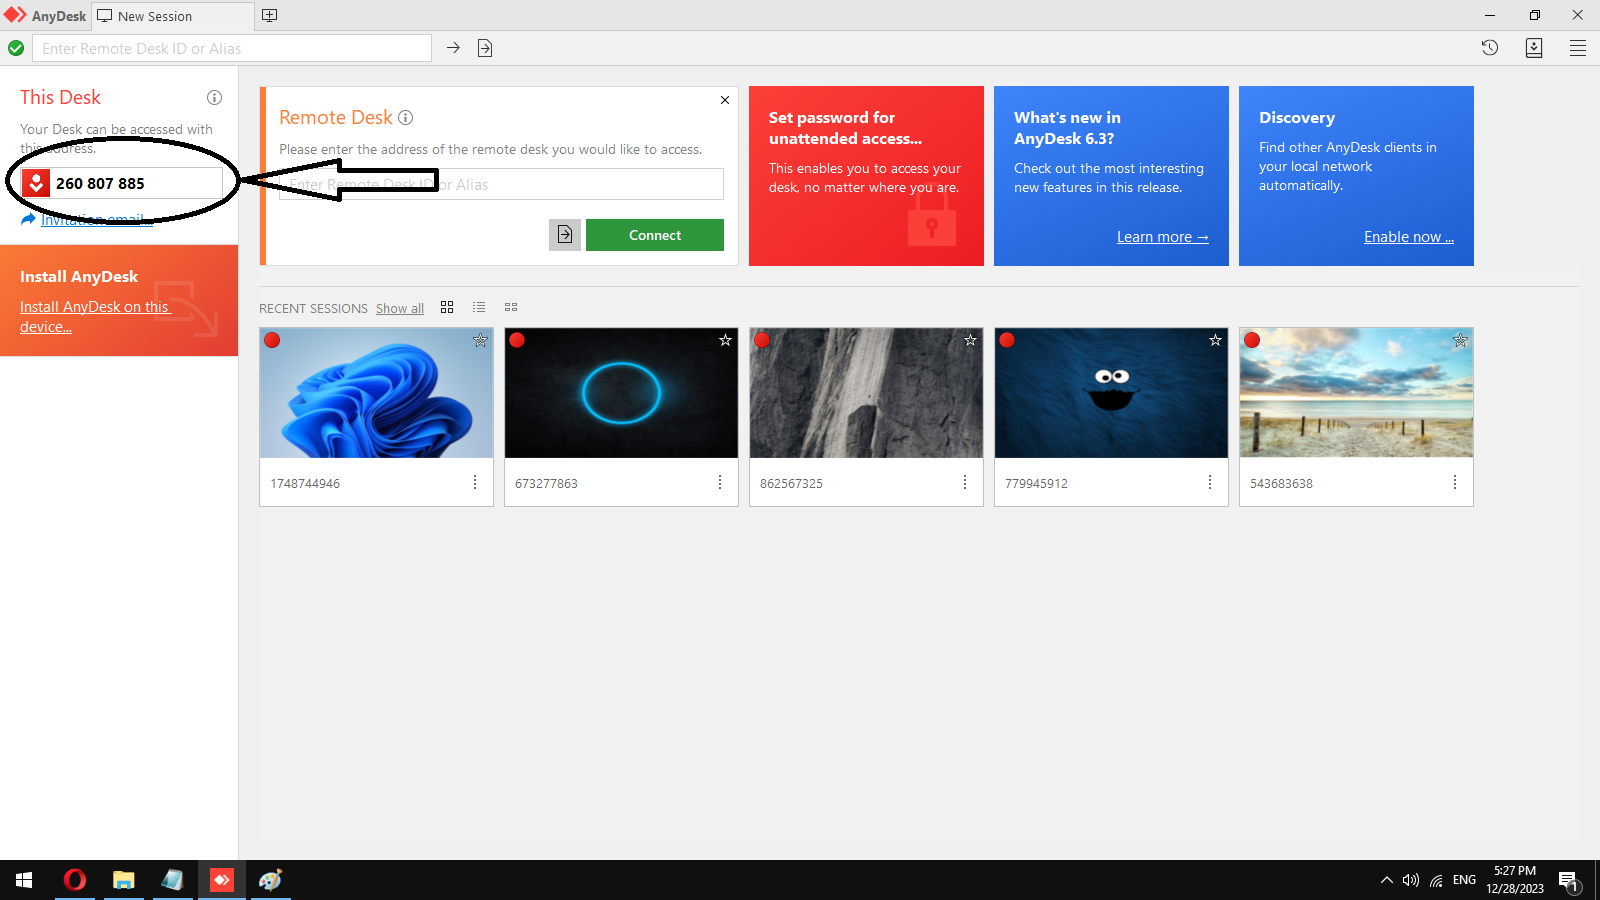 AnyDesk
New Session
Enter Remote Desk ID or Alias
This Desk
Your Desk can be accessed with
this address.
260 807 885
Invitation email...
Install AnyDesk
Install AnyDesk on this
device...
Remote Desk
Please enter the address of the remote desk you would like to access.
Enter Remote Desk ID or Alias
Connect
Set password for
unattended access...
This enables you to access your
desk, no matter where you are.
What's new in
AnyDesk 6.3?
Check out the most interesting
new features in this release.
Learn more →
Discovery
Find other AnyDesk clients in
your local network
automatically.
Enable now ...
RECENT SESSIONS Show all
1748744946
673277863
862567325
779945912
543683638
ENG
5:27 PM
12/28/2023
1